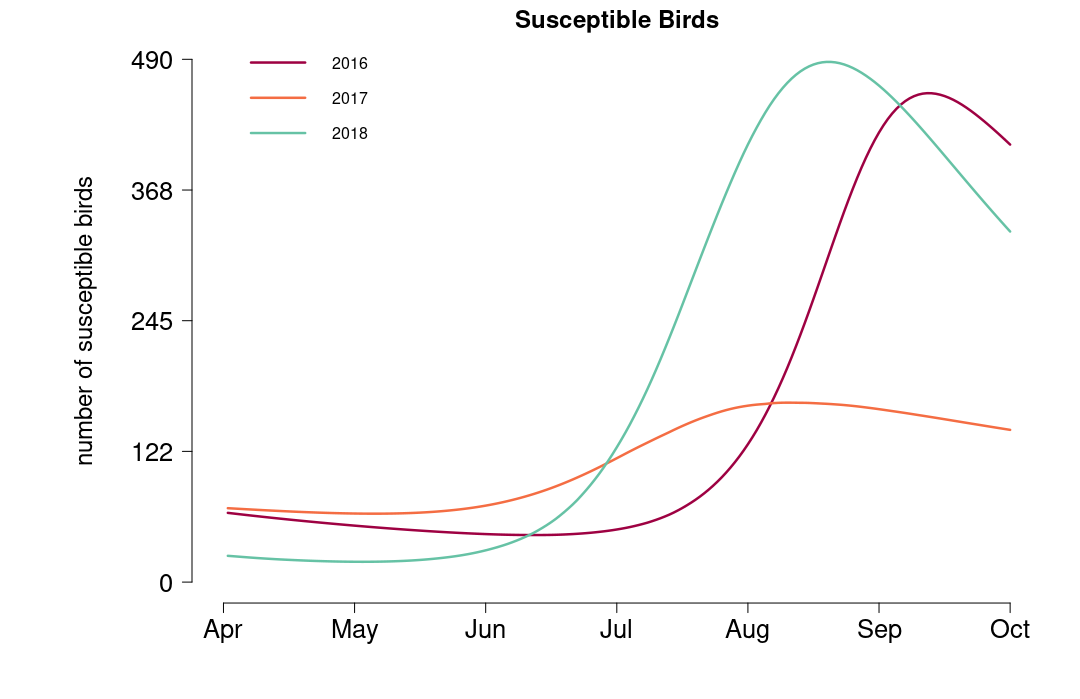 Susceptible Birds
2016
2017
2018
number of susceptible birds
490
368
245
122
0
Apr May Jun Jul Aug Sep Oct